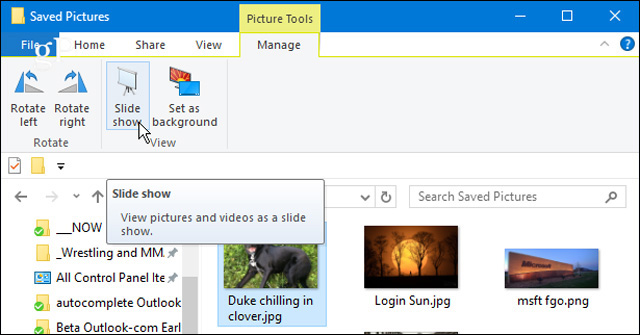 Saved Pictures
Picture Tools
File
Home
Share
View
Manage
Rotate left
Rotate right
Slide show
Set as background
Rotate
View
Search Saved Pictures
Slide show
View pictures and videos as a slide
show.
___NOW
_Wrestling and MM
All Control Panel Ite
autocomplete Outlook
Beta Outlook-com Earl
Duke chilling in
clover.jpg
Login Sun.jpg
msft fgo.png
Microsoft